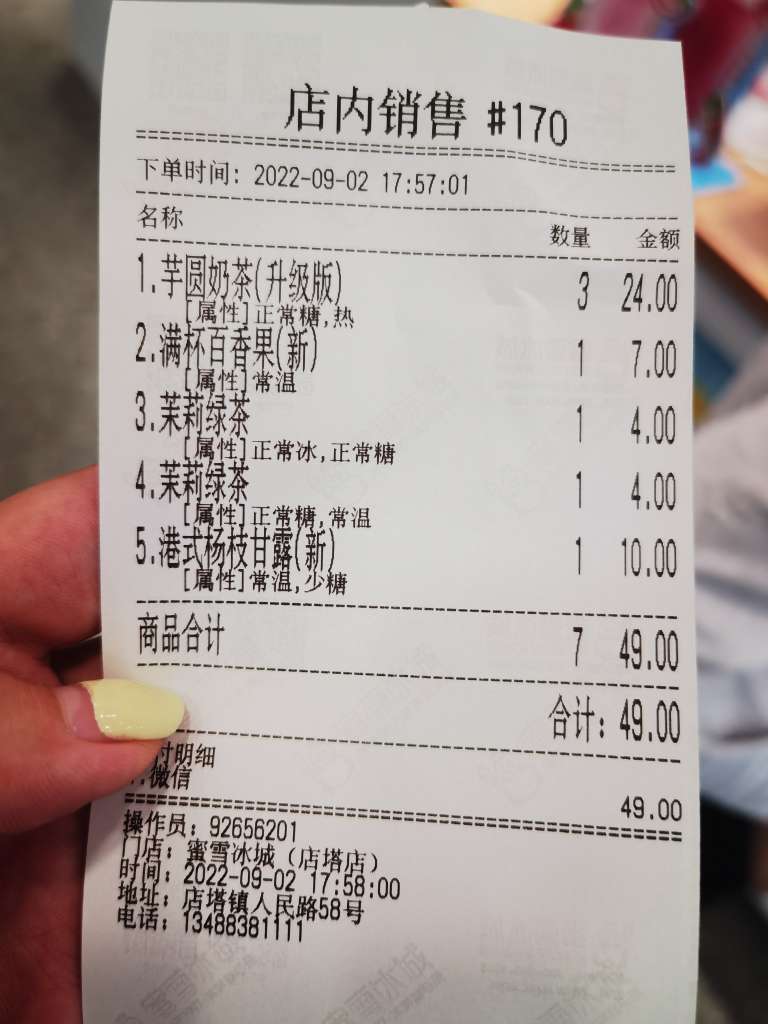 店内销售 #170
下单时间: 2022-09-02 17:57:01
名称 数量 金额
1.芋圆奶茶(升级版) 3 24.00
[属性]正常糖,热
2.满杯百香果(新) 1 7.00
[属性]常温
3.茉莉绿茶 1 4.00
[属性]正常冰,正常糖
4.茉莉绿茶 1 4.00
[属性]正常糖,常温
5.港式杨枝甘露(新) 1 10.00
[属性]常温,少糖
商品合计 7 49.00
合计: 49.00
付明细
微信 49.00
操作员: 92656201
门店: 蜜雪冰城（店塔店）
时间: 2022-09-02 17:58:00
地址: 店塔镇人民路58号
电话: 13488381111